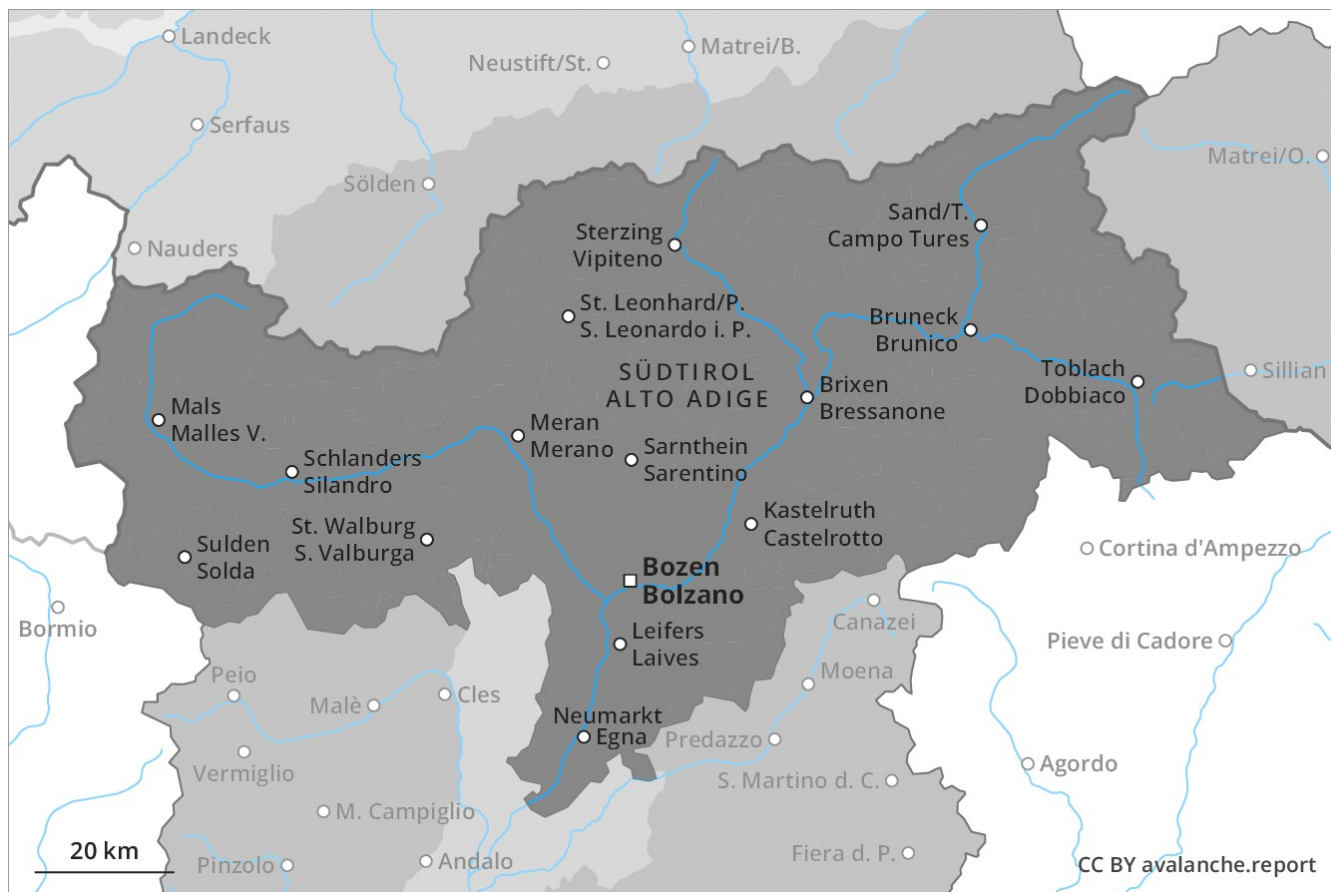 Landeck
Matrei/B.
Neustift/St.
Serfaus
Matrei/O.
Sölden
Sand/T.
Campo Tures
Sterzing
Vipiteno
Nauders
St. Leonhard/P.
S. Leonardo i. P.
Bruneck
Brunico
SÜDTIROL
ALTO ADIGE
Toblach
Dobbiaco
Sillian
Brixen
Bressanone
Mals
Malles V.
Meran
Merano
Sarnthein
Sarentino
Schlanders
Silandro
Kastelruth
Castelrotto
St. Walburg
S. Valburga
Sulden
Solda
Cortina d'Ampezzo
Bozen
Bolzano
Bormio
Canazei
Leifers
Laives
Pieve di Cadore
Peio
Moena
Cles
Malè
Neumarkt
Egna
Predazzo
Agordo
Vermiglio
S. Martino d. C.
M. Campiglio
20 km
Pinzolo
Andalo
Fiera d. P.
CC BY avalanche.report